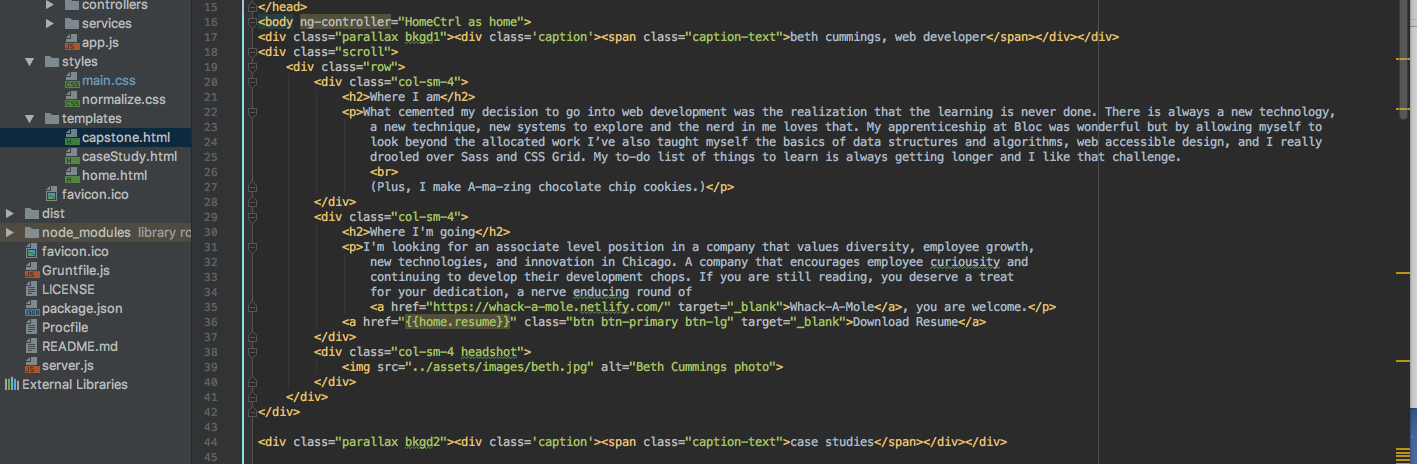 controllers
services
app.js
styles
main.css
normalize.css
templates
capstone.html
caseStudy.html
home.html
favicon.ico
dist
node_modules library ro
favicon.ico
Gruntfile.js
LICENSE
package.json
Procfile
README.md
server.js
External Libraries
15 </head>
16 <body ng-controller="HomeCtrl as home">
17 <div class="parallax bkgd1"><div class='caption'><span class="caption-text">beth cummings, web developer</span></div></div>
18 <div class="scroll">
19 <div class="row">
20 <div class="col-sm-4">
21 <h2>Where I am</h2>
22 <p>What cemented my decision to go into web development was the realization that the learning is never done. There is always a new technology,
23 a new technique, new systems to explore and the nerd in me loves that. My apprenticeship at Bloc was wonderful but by allowing myself to
24 look beyond the allocated work I’ve also taught myself the basics of data structures and algorithms, web accessible design, and I really
25 drooled over Sass and CSS Grid. My to-do list of things to learn is always getting longer and I like that challenge.
26 <br>
27 (Plus, I make A-ma-zing chocolate chip cookies.)</p>
28 </div>
29 <div class="col-sm-4">
30 <h2>Where I'm going</h2>
31 <p>I'm looking for an associate level position in a company that values diversity, employee growth,
32 new technologies, and innovation in Chicago. A company that encourages employee curiousity and
33 continuing to develop their development chops. If you are still reading, you deserve a treat
34 for your dedication, a nerve enducing round of
35 <a href="https://whack-a-mole.netlify.com/" target="_blank">Whack-A-Mole</a>, you are welcome.</p>
36 <a href="{{home.resume}}" class="btn btn-primary btn-lg" target="_blank">Download Resume</a>
37 </div>
38 <div class="col-sm-4 headshot">
39 <img src="../assets/images/beth.jpg" alt="Beth Cummings photo">
40 </div>
41 </div>
42 </div>
43
44 <div class="parallax bkgd2"><div class='caption'><span class="caption-text">case studies</span></div></div>
45